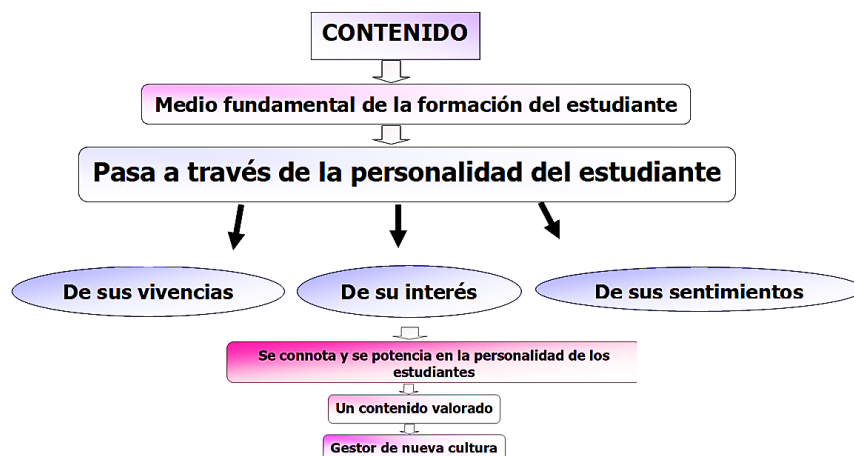 CONTENIDO
Medio fundamental de la formación del estudiante
Pasa a través de la personalidad del estudiante
De sus vivencias
De su interés
De sus sentimientos
Se connota y se potencia en la personalidad de los
estudiantes
Un contenido valorado
Gestor de nueva cultura